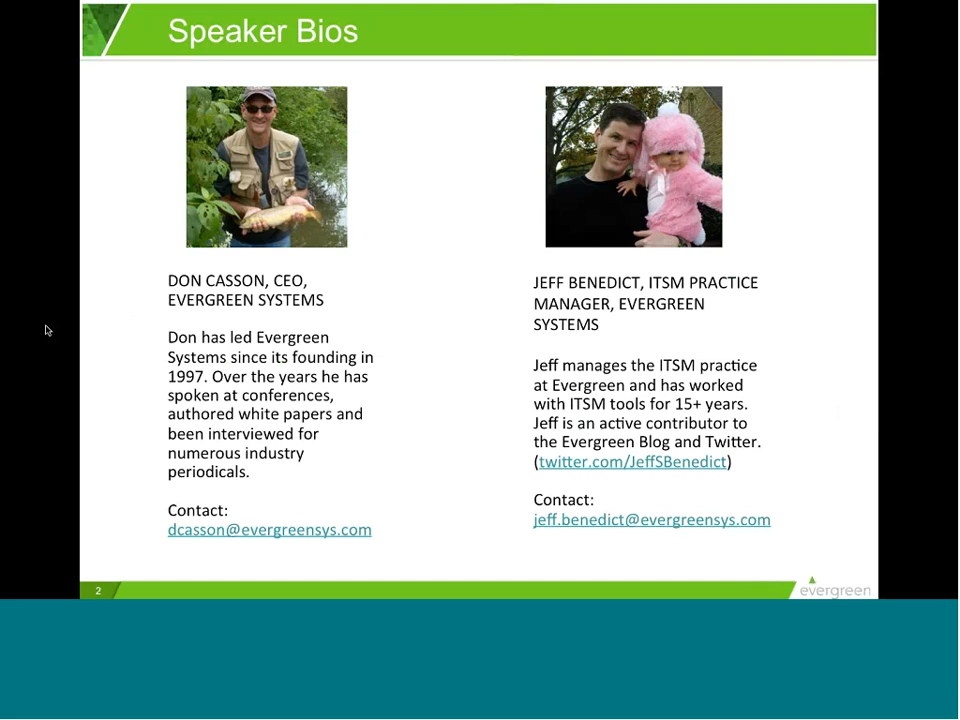 Speaker Bios
DON CASSON, CEO,
EVERGREEN SYSTEMS
Don has led Evergreen
Systems since its founding in
1997. Over the years he has
spoken at conferences,
authored white papers and
been interviewed for
numerous industry
periodicals.
Contact:
dcasson@evergreensys.com
JEFF BENEDICT, ITSM PRACTICE
MANAGER, EVERGREEN
SYSTEMS
Jeff manages the ITSM practice
at Evergreen and has worked
with ITSM tools for 15+ years.
Jeff is an active contributor to
the Evergreen Blog and Twitter.
(twitter.com/JeffSBenedict)
Contact:
jeff.benedict@evergreensys.com
2
evergreen